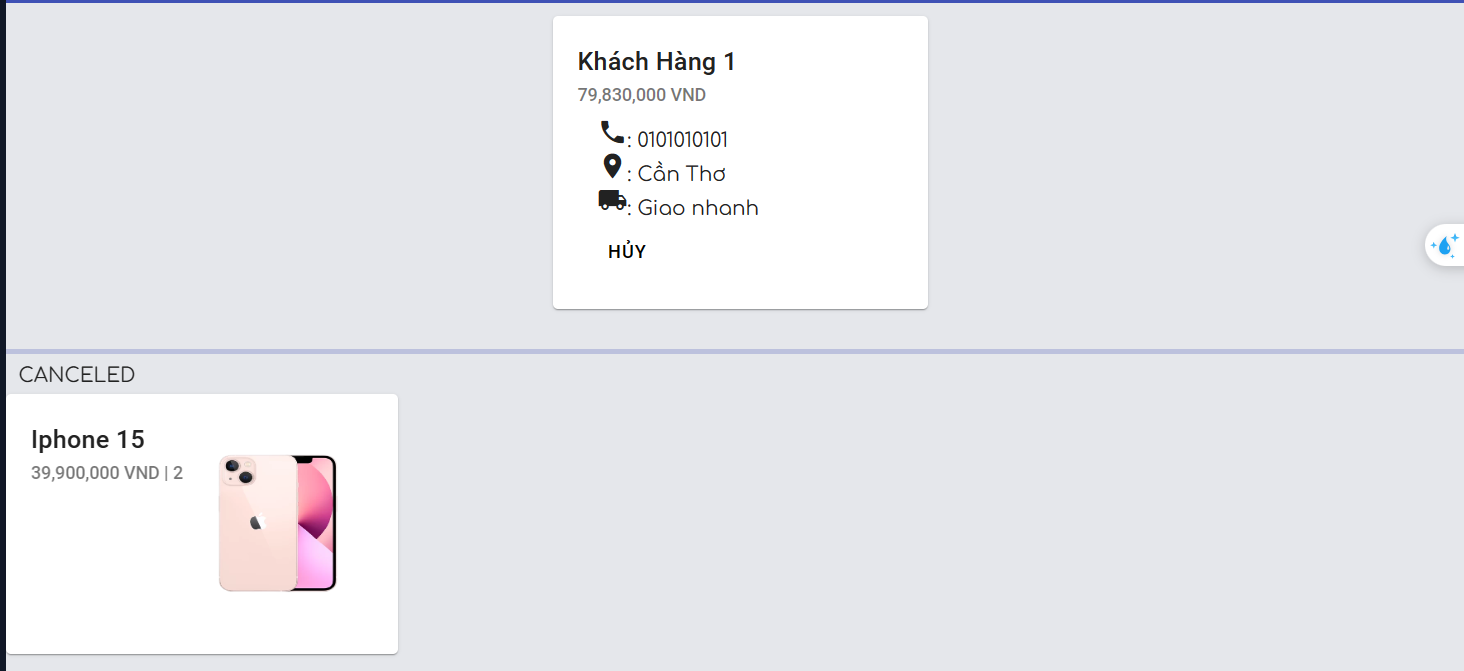 Khách Hàng 1
79,830,000 VND
: 0101010101
: Cần Thơ
: Giao nhanh
HỦY
CANCELED
Iphone 15
39,900,000 VND | 2